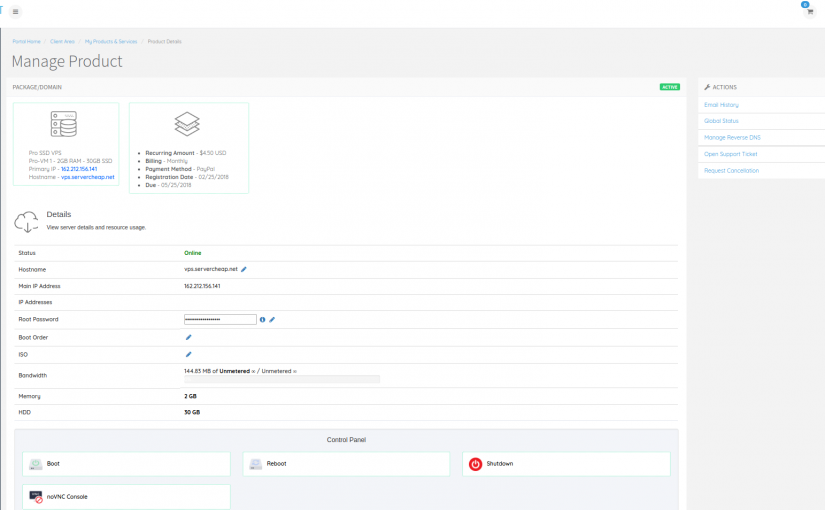 0
Portal Home / Client Area / My Products & Services / Product Details
Manage Product
PACKAGE/DOMAIN
ACTIVE
Pro SSD VPS
Pro-VM 1 - 2GB RAM - 30GB SSD
Primary IP - 162.212.156.141
Hostname - vps.servercheap.net
Recurring Amount - $4.50 USD
Billing - Monthly
Payment Method - PayPal
Registration Date - 02/25/2018
Due - 05/25/2018
ACTIONS
Email History
Global Status
Manage Reverse DNS
Open Support Ticket
Request Cancellation
Details
View server details and resource usage.
Status Online
Hostname vps.servercheap.net
Main IP Address 162.212.156.141
IP Addresses
Root Password ••••••••••••••••••
Boot Order
ISO
Bandwidth 144.83 MB of Unmetered ∞ / Unmetered ∞
Memory 2 GB
HDD 30 GB
Control Panel
Boot
Reboot
Shutdown
noVNC Console